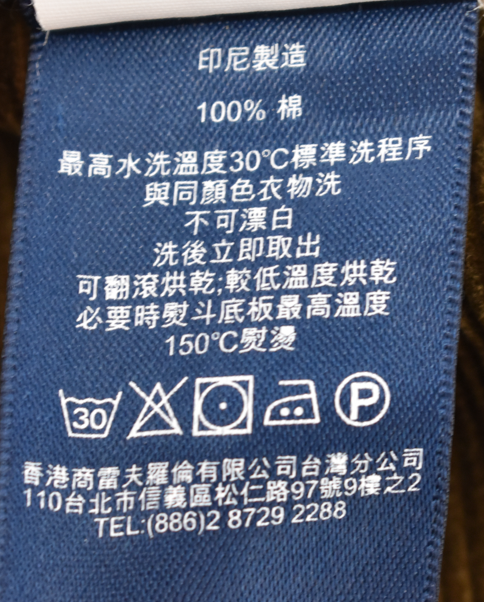 印尼製造
100% 棉
最高水洗溫度30℃標準洗程序
與同顏色衣物洗
不可漂白
洗後立即取出
可翻滾烘乾;較低溫度烘乾
必要時熨斗底板最高溫度
150℃熨燙
30
P
香港商雷夫羅倫有限公司台灣分公司
110台北市信義區松仁路97號9樓之2
TEL:(886)2 8729 2288